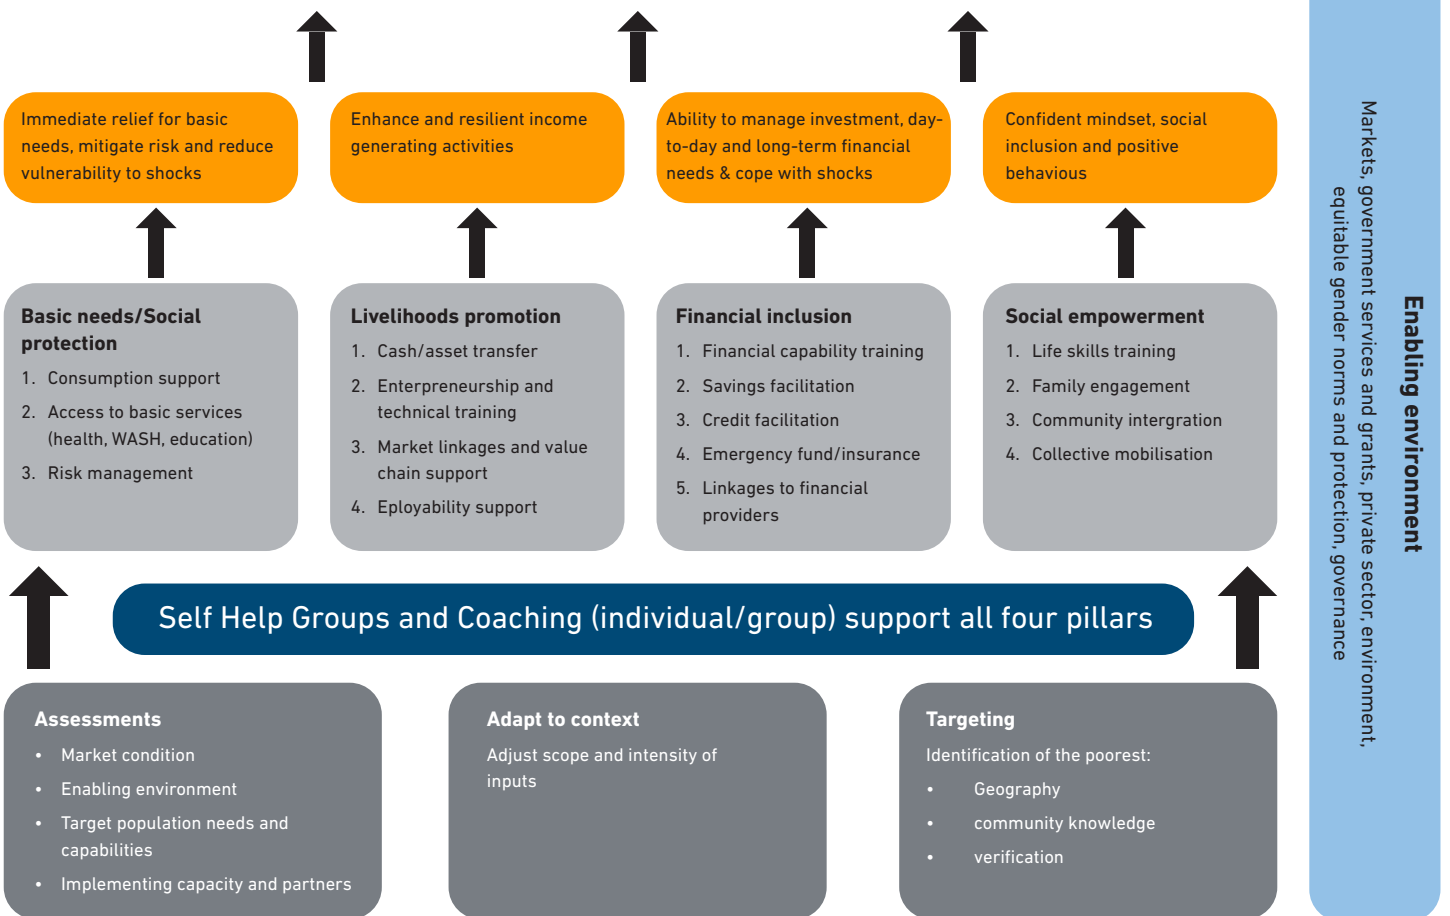 Immediate relief for basic
needs, mitigate risk and reduce
vulnerability to shocks
Enhance and resilient income
generating activities
Ability to manage investment, day-
to-day and long-term financial
needs & cope with shocks
Confident mindset, social
inclusion and positive
behavious
Basic needs/Social
protection
1. Consumption support
2. Access to basic services
(health, WASH, education)
3. Risk management
Livelihoods promotion
1. Cash/asset transfer
2. Enterpreneurship and
technical training
3. Market linkages and value
chain support
4. Eployability support
Financial inclusion
1. Financial capability training
2. Savings facilitation
3. Credit facilitation
4. Emergency fund/insurance
5. Linkages to financial
providers
Social empowerment
1. Life skills training
2. Family engagement
3. Community intergration
4. Collective mobilisation
Self Help Groups and Coaching (individual/group) support all four pillars
Assessments
• Market condition
• Enabling environment
• Target population needs and
capabilities
• Implementing capacity and partners
Adapt to context
Adjust scope and intensity of
inputs
Targeting
Identification of the poorest:
• Geography
• community knowledge
• verification
Enabling environment
Markets, government services and grants, private sector, environment,
equitable gender norms and protection, governance